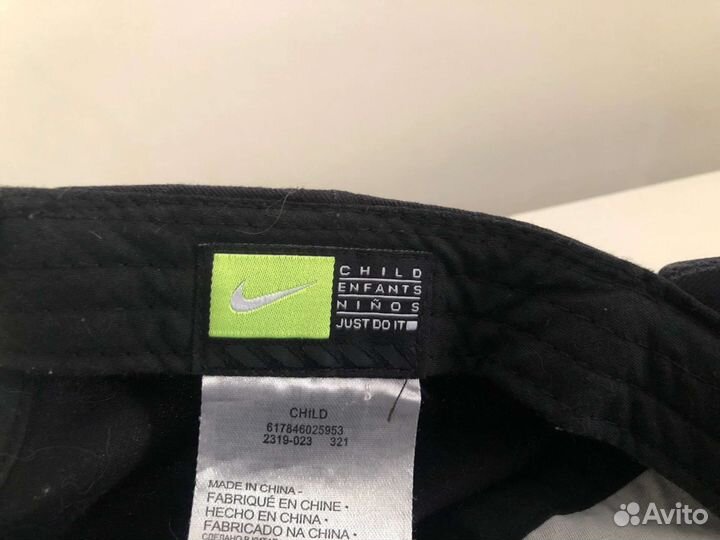 CHILD
ENFANTS
NIÑOS
JUST DO IT
CHILD
617846025953
2319-023 321
MADE IN CHINA -
FABRIQUÉ EN CHINE •
HECHO EN CHINA •
FABRICADO NA CHINA •
СДЕЛАНО В
Avito